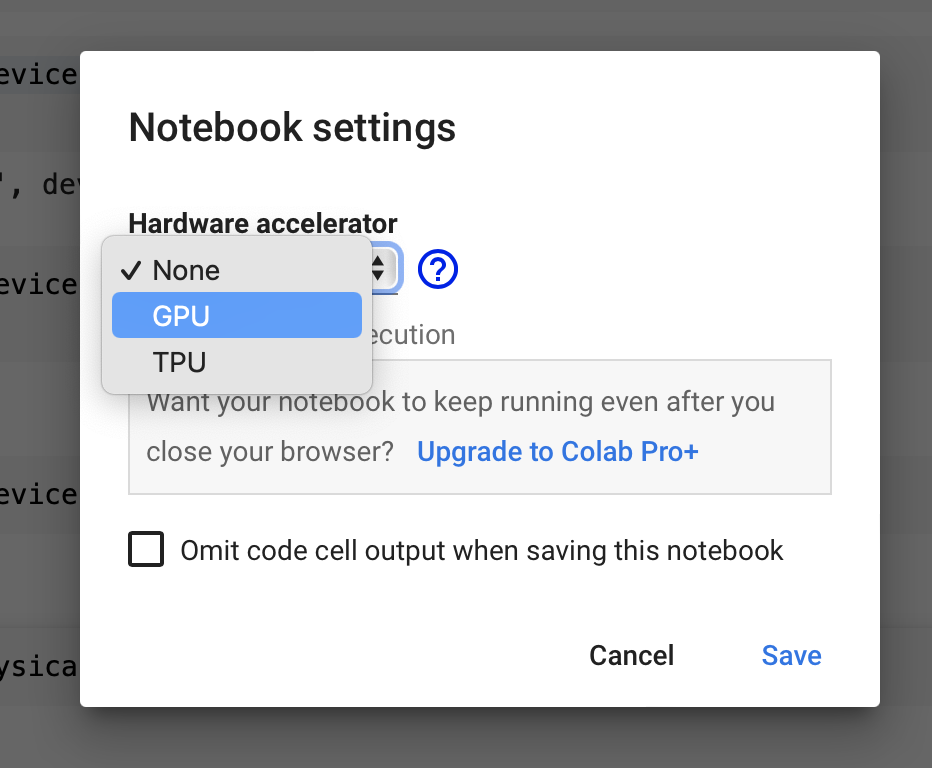 evice
Notebook settings
', dev
Hardware accelerator
None
evice
GPU
ecution
TPU
Want your notebook to keep running even after you
close your browser? Upgrade to Colab Pro+
evice
Omit code cell output when saving this notebook
Cancel Save
ysica